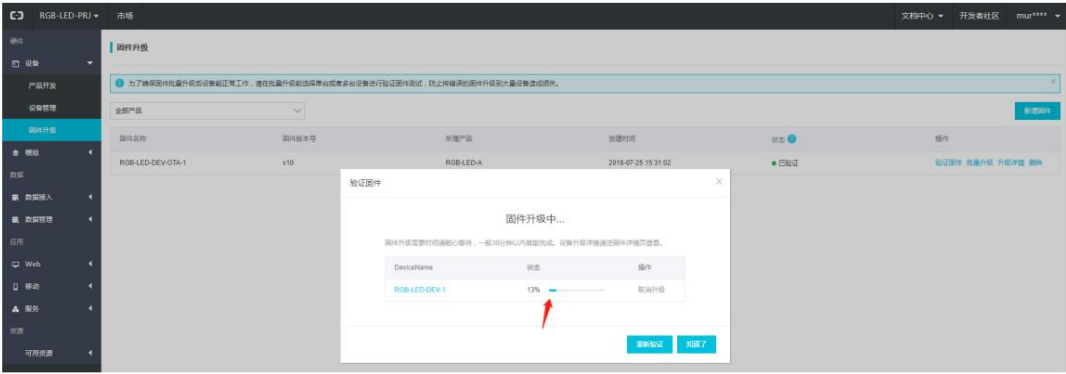 RGB-LED-PRJ 市场 文档中心 开发者社区 mur****
硬件
设备
产品开发
设备管理
固件升级
模组
数据
数据接入
数据管理
应用
Web
移动
服务
资源
可用资源
固件升级
为了确保固件批量升级后设备能正常工作，请在批量升级前选择单台或者多台设备进行验证固件测试，防止将错误的固件升级到大量设备造成损失。
全部产品
新增固件
固件名称 固件版本号 所属产品 创建时间 状态 操作
RGB-LED-DEV-OTA-1 v10 RGB-LED-A 2018-07-25 15:31:02 已验证 验证固件 批量升级 升级详情 删除
验证固件
固件升级中...
固件升级需要时间请耐心等待，一般30分钟以内就能完成。设备升级详情请进固件详情页查看。
DeviceName 状态 操作
RGB-LED-DEV-1 13% 取消升级
重新验证 知道了